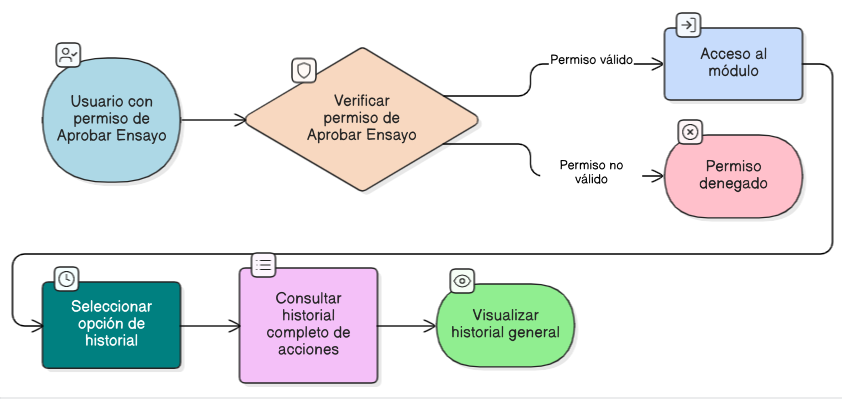 Usuario con
permiso de
Aprobar Ensayo
Verificar
permiso de
Aprobar Ensayo
Permiso válido
Acceso al
módulo
Permiso no
válido
Permiso
denegado
Seleccionar
opción de
historial
Consultar
historial
completo de
acciones
Visualizar
historial general